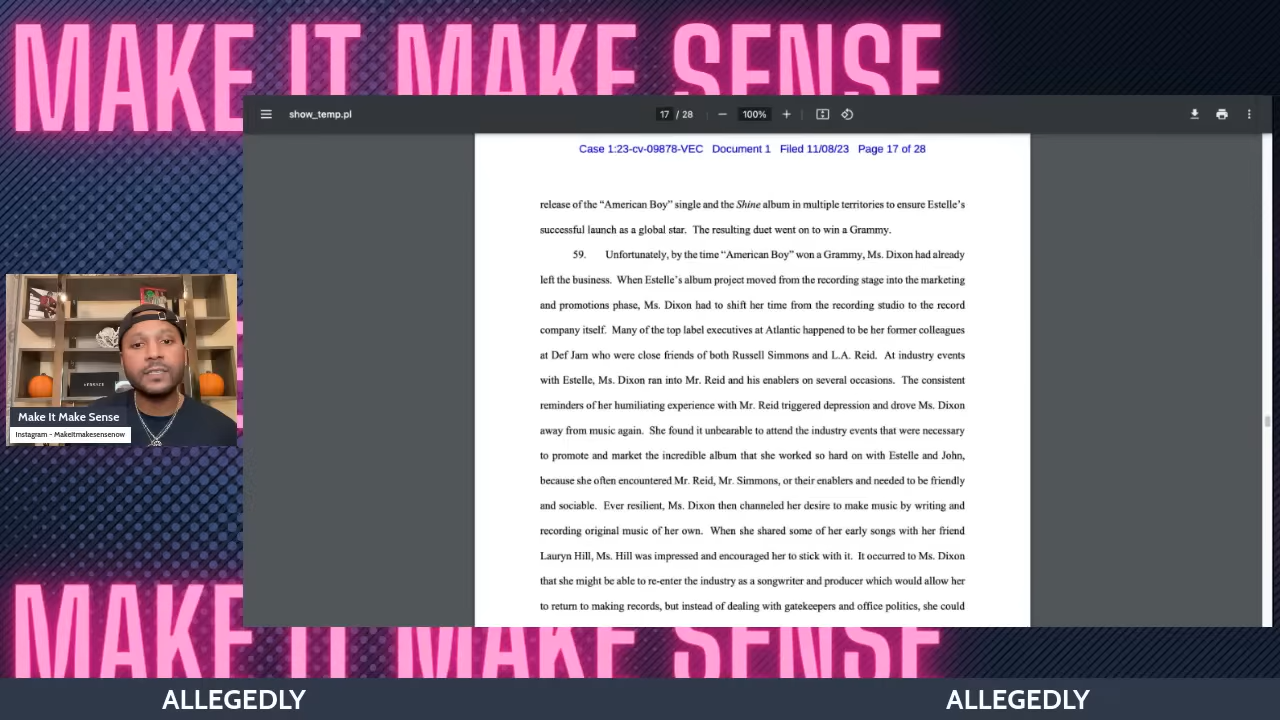 MAKE IT MAKE SENSE
show_temp.pl
17 / 28
100%
Case 1:23-cv-09878-VEC Document 1 Filed 11/08/23 Page 17 of 28
release of the “American Boy” single and the Shine album in multiple territories to ensure Estelle’s
successful launch as a global star. The resulting duet went on to win a Grammy.
59. Unfortunately, by the time “American Boy” won a Grammy, Ms. Dixon had already
left the business. When Estelle’s album project moved from the recording stage into the marketing
and promotions phase, Ms. Dixon had to shift her time from the recording studio to the record
company itself. Many of the top label executives at Atlantic happened to be her former colleagues
at Def Jam who were close friends of both Russell Simmons and L.A. Reid. At industry events
with Estelle, Ms. Dixon ran into Mr. Reid and his enablers on several occasions. The consistent
reminders of her humiliating experience with Mr. Reid triggered depression and drove Ms. Dixon
away from music again. She found it unbearable to attend the industry events that were necessary
to promote and market the incredible album that she worked so hard on with Estelle and John,
because she often encountered Mr. Reid, Mr. Simmons, or their enablers and needed to be friendly
and sociable. Ever resilient, Ms. Dixon then channeled her desire to make music by writing and
recording original music of her own. When she shared some of her early songs with her friend
Lauryn Hill, Ms. Hill was impressed and encouraged her to stick with it. It occurred to Ms. Dixon
that she might be able to re-enter the industry as a songwriter and producer which would allow her
to return to making records, but instead of dealing with gatekeepers and office politics, she could
Make It Make Sense
Instagram - Makeitmakesensenow
MAKE IT MAKE SENSE
ALLEGEDLY
ALLEGEDLY